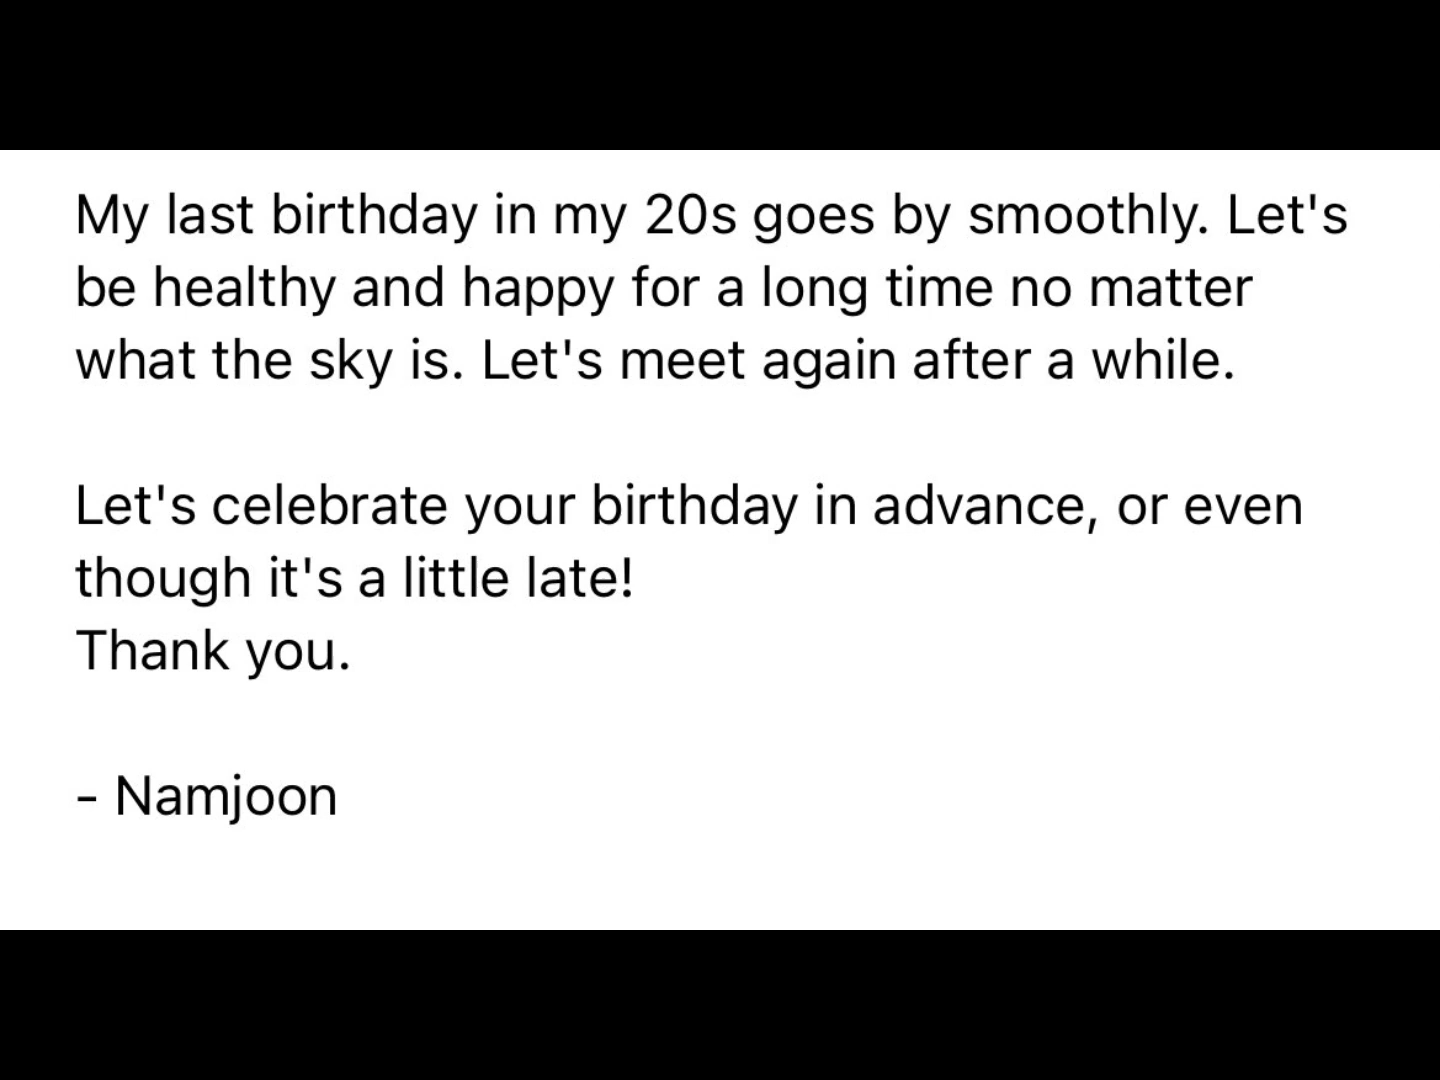 My last birthday in my 20s goes by smoothly. Let's
be healthy and happy for a long time no matter
what the sky is. Let's meet again after a while.
Let's celebrate your birthday in advance, or even
though it's a little late!
Thank you.
- Namjoon